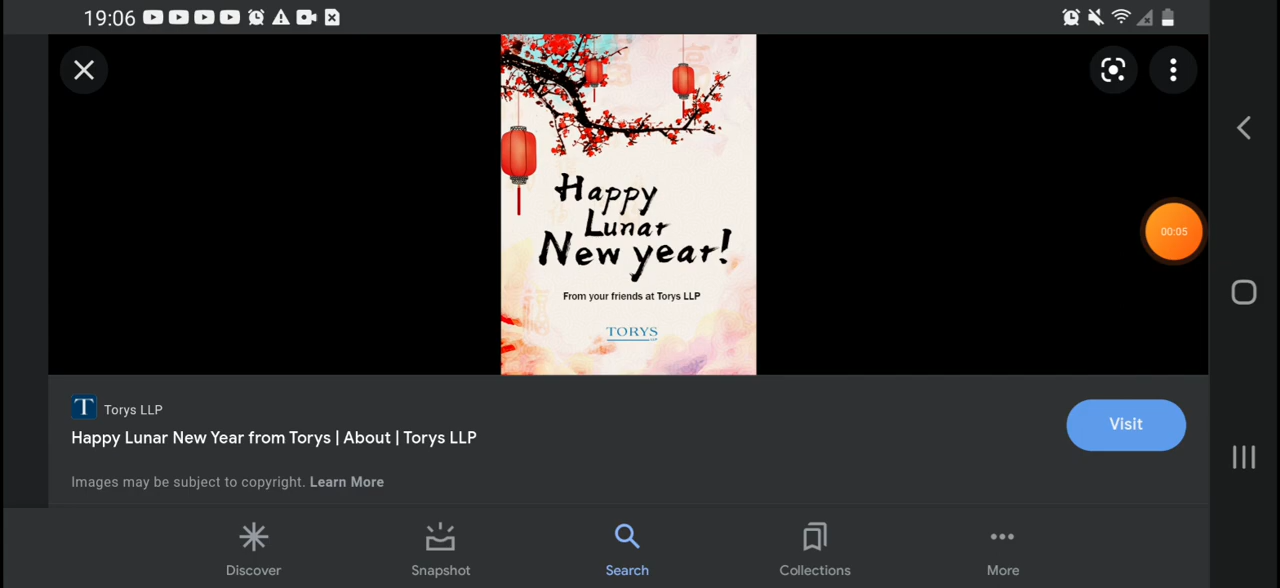 19:06
Happy
Lunar
New year!
From your friends at Torys LLP
TORYS
LLP
00:05
T
Torys LLP
Happy Lunar New Year from Torys | About | Torys LLP
Visit
Images may be subject to copyright. Learn More
Discover
Snapshot
Search
Collections
More